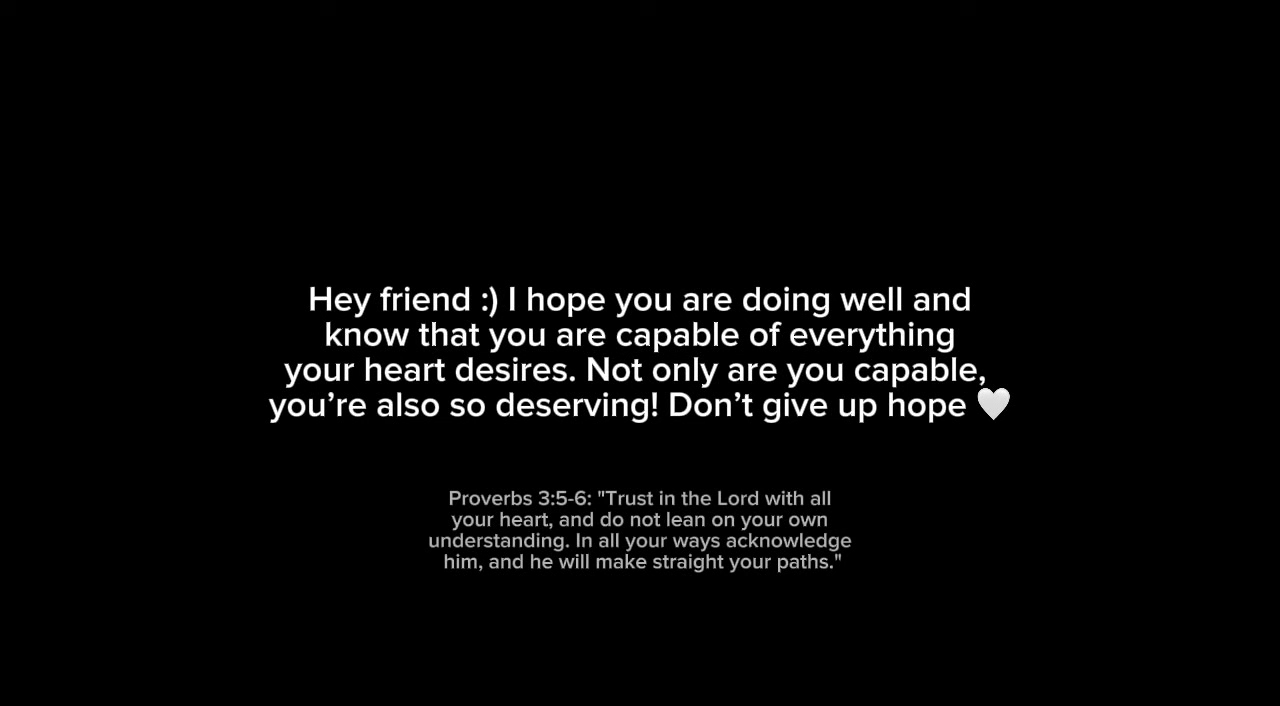 Hey friend :) I hope you are doing well and
know that you are capable of everything
your heart desires. Not only are you capable,
you’re also so deserving! Don’t give up hope 🤍
Proverbs 3:5-6: "Trust in the Lord with all
your heart, and do not lean on your own
understanding. In all your ways acknowledge
him, and he will make straight your paths."